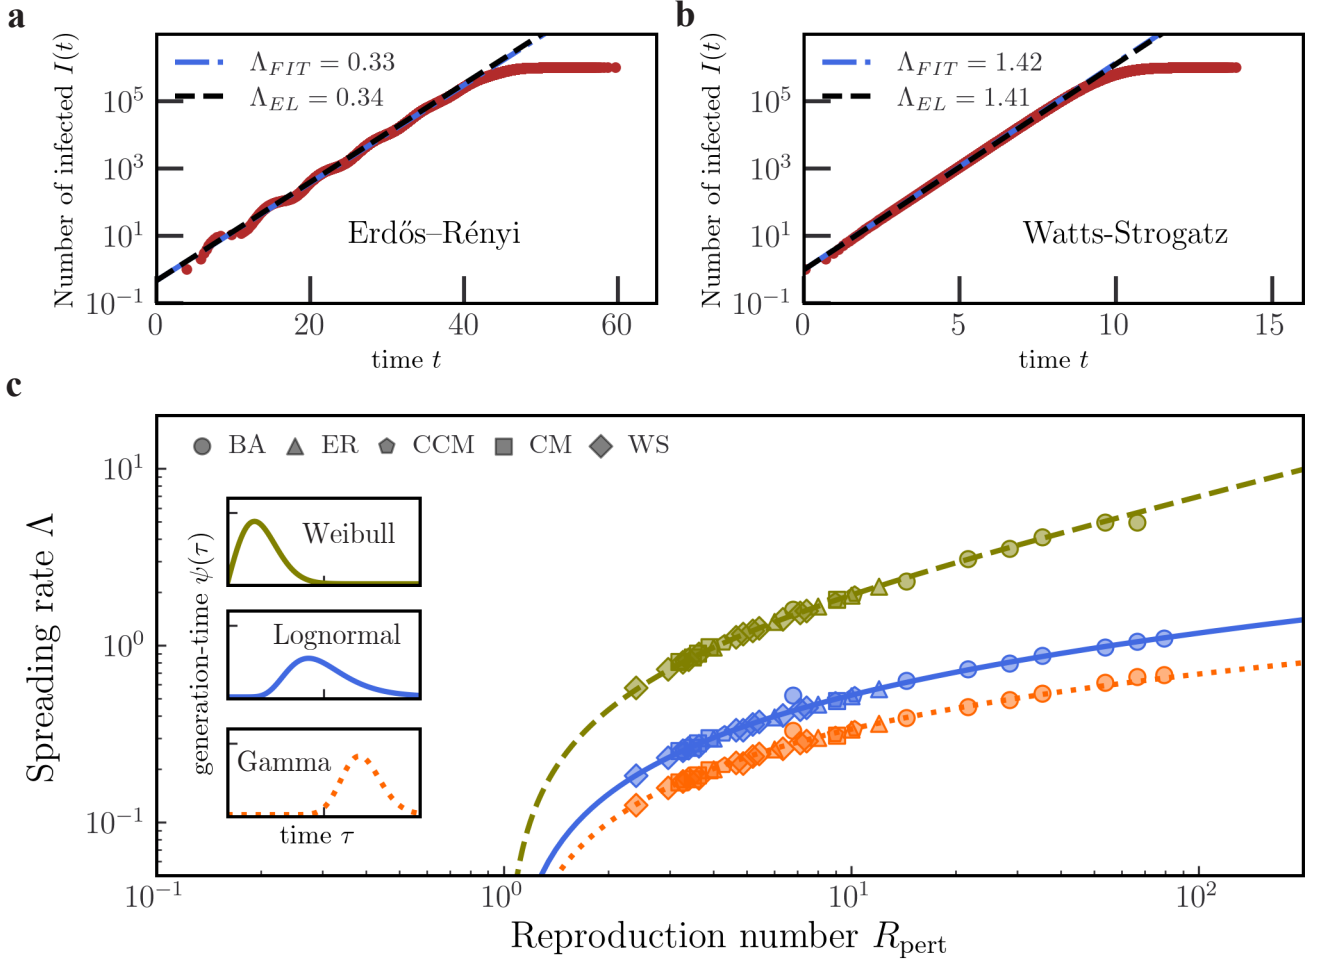 a
Number of infected I(t)
10^5
10^3
10^1
10^−1
Λ_FIT = 0.33
Λ_EL = 0.34
Erdős–Rényi
0 20 40 60
time t
b
Number of infected I(t)
10^5
10^3
10^1
10^−1
Λ_FIT = 1.42
Λ_EL = 1.41
Watts-Strogatz
0 5 10 15
time t
c
BA ER CCM CM WS
Spreading rate Λ
10^1
10^0
10^−1
generation-time ψ(τ)
Weibull
Lognormal
Gamma
time τ
10^−1 10^0 10^1 10^2
Reproduction number R_pert